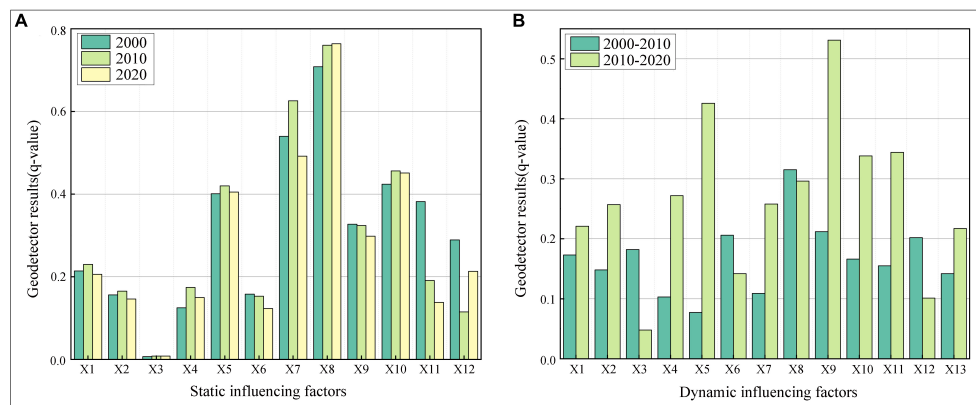 A
0.8
0.6
0.4
0.2
0.0
Geodetector results(q-value)
2000
2010
2020
X1 X2 X3 X4 X5 X6 X7 X8 X9 X10 X11 X12
Static influencing factors
B
0.5
0.4
0.3
0.2
0.1
0.0
Geodetector results(q-value)
2000-2010
2010-2020
X1 X2 X3 X4 X5 X6 X7 X8 X9 X10 X11 X12 X13
Dynamic influencing factors